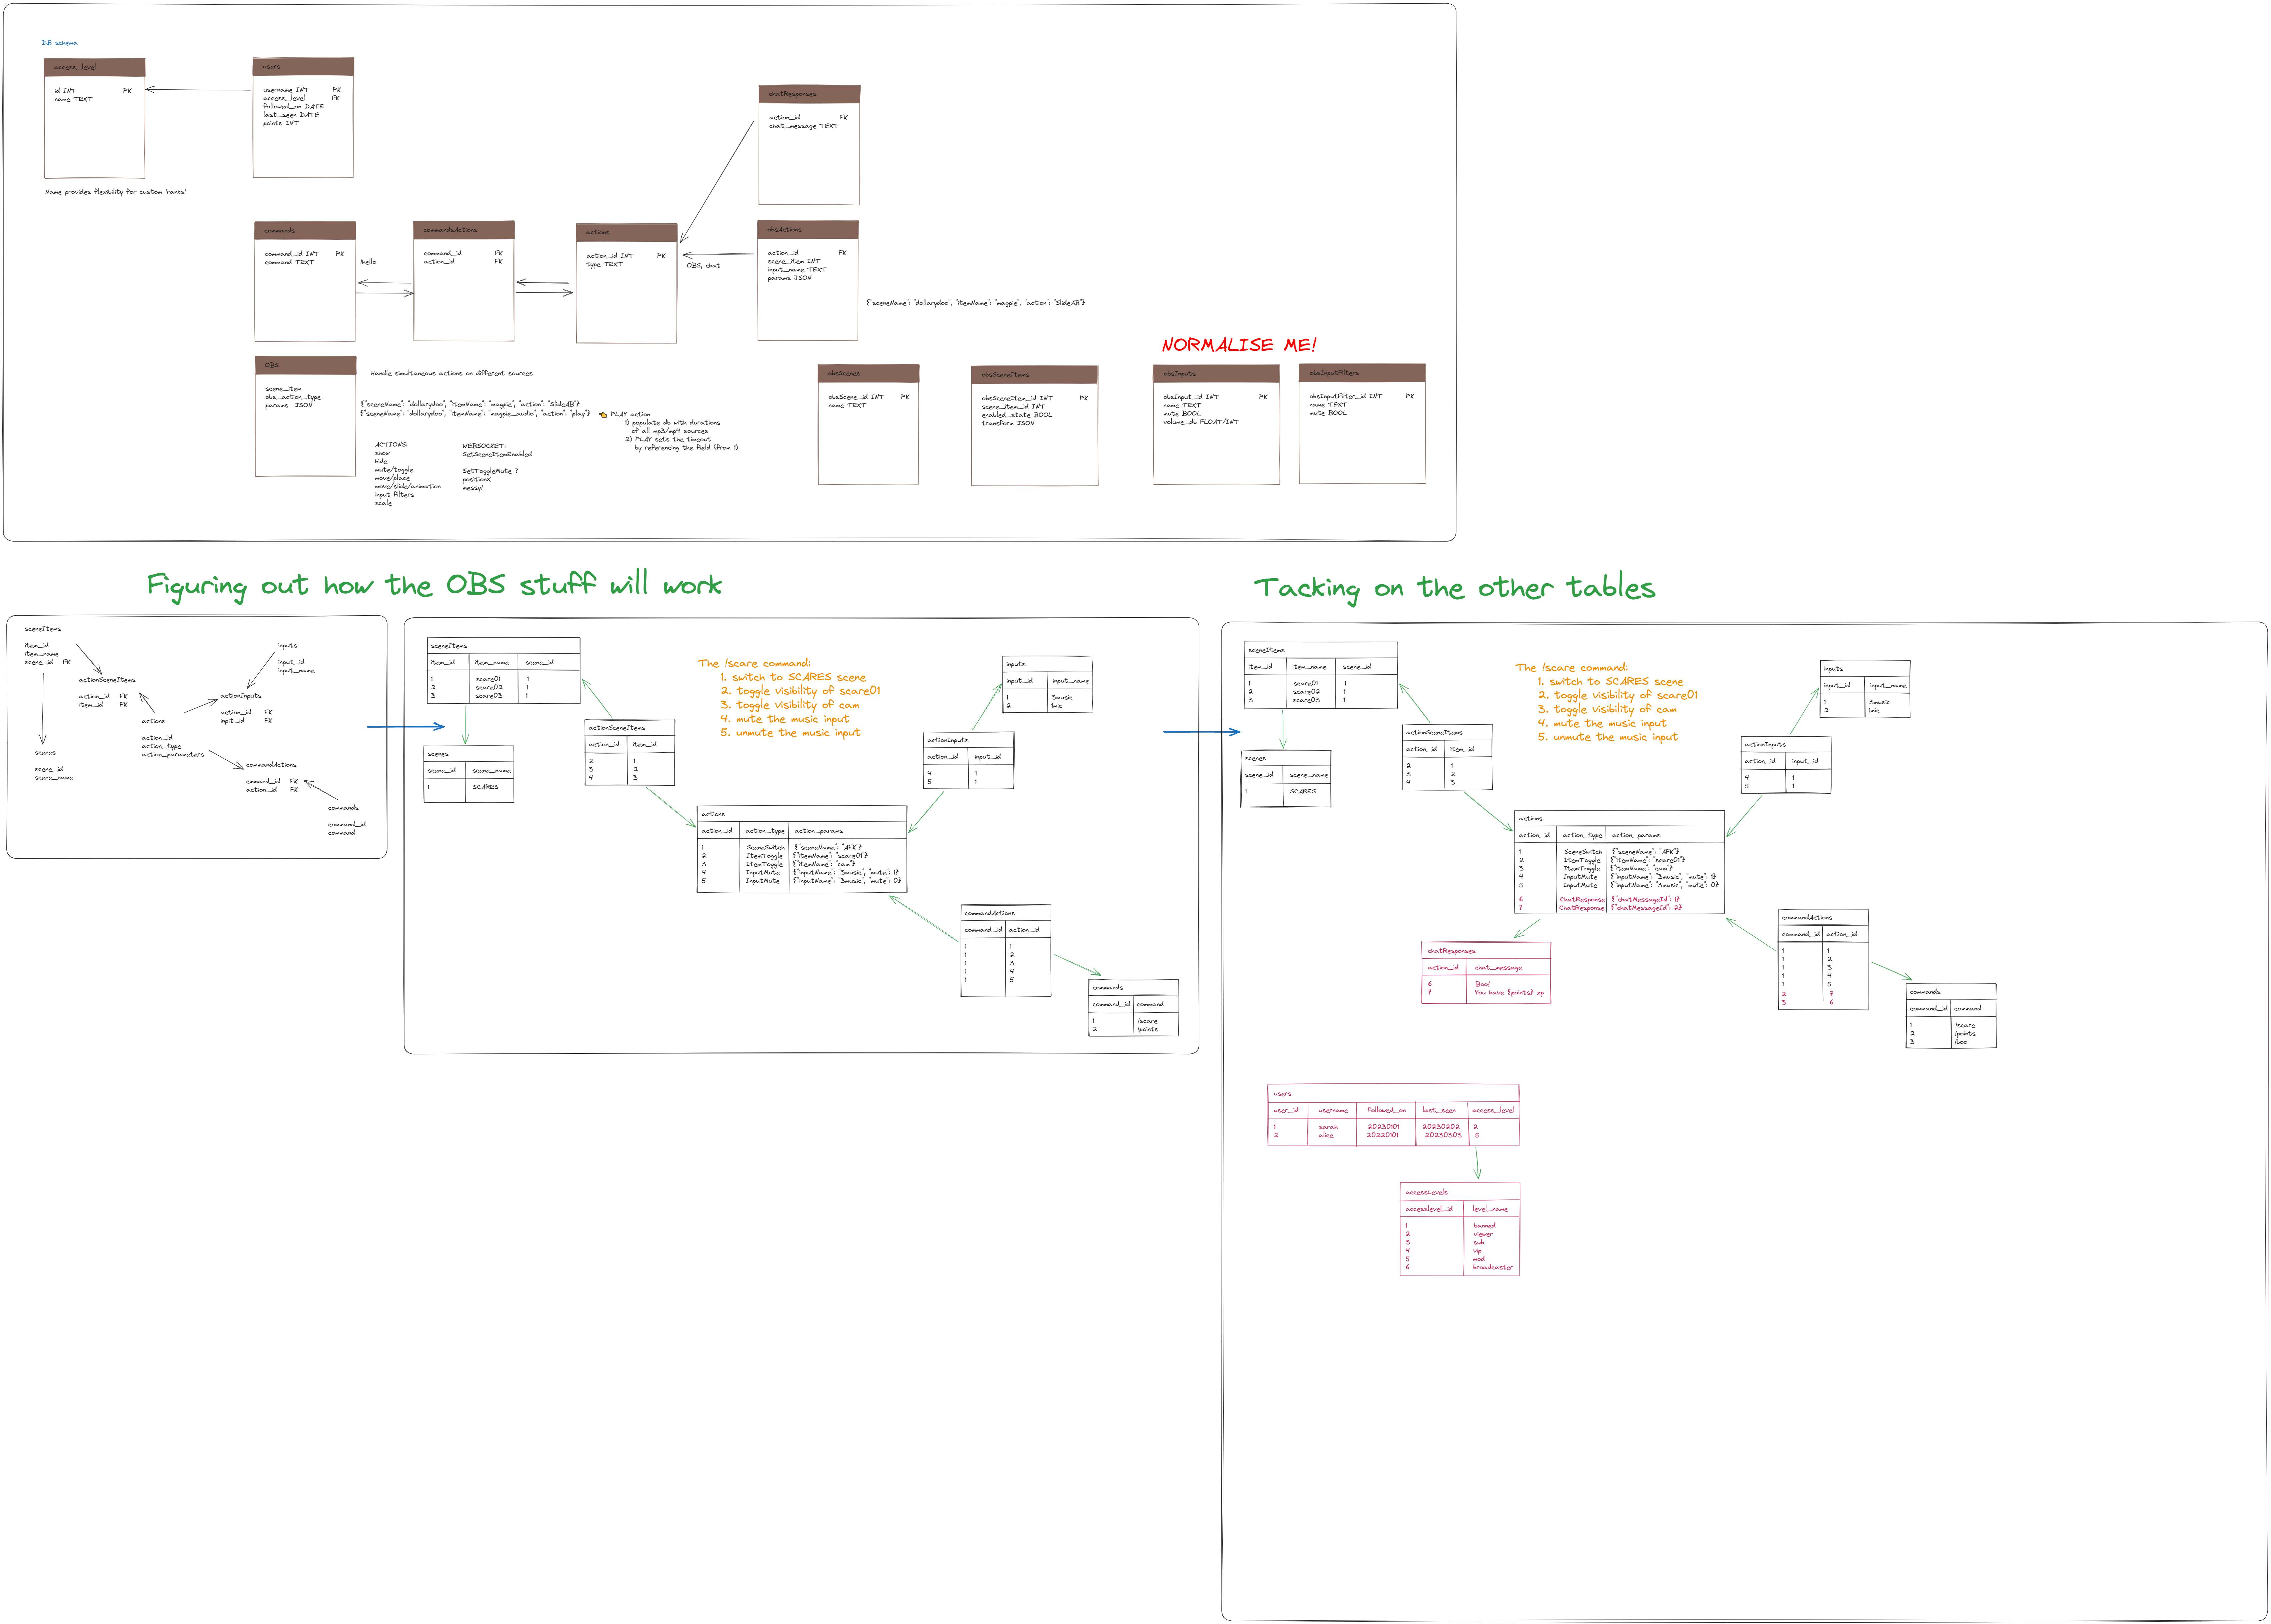 DB schema
access_level
id INT PK
name TEXT
Name provides flexibility for custom 'ranks'
users
username INT PK
access_level FK
followed_on DATE
last_seen DATE
points INT
chatResponses
action_id FK
chat_message TEXT
commands
command_id INT PK
command TEXT
!hello
commandsActions
command_id FK
action_id FK
actions
action_id INT PK
type TEXT
OBS, chat
obsActions
action_id FK
scene_item INT
input_name TEXT
params JSON
{"sceneName": "dollarydoo", "itemName": "magpie", "action": "SlideAB"}
OBS
scene_item
obs_action_type
params JSON
Handle simultaneous actions on different sources
{"sceneName": "dollarydoo", "itemName": "magpie", "action": "SlideAB"}
{"sceneName": "dollarydoo", "itemName": "magpie_audio", "action": "play"}
PLAY action
1) populate db with durations
of all mp3/mp4 sources
2) PLAY sets the timeout
by referencing the field (from 1)
ACTIONS:
show
hide
mute/toggle
move/place
move/slide/animation
input filters
scale
WEBSOCKET:
SetSceneItemEnabled
SetToggleMute ?
positionX
messy!
NORMALISE ME!
obsScenes
obsScene_id INT PK
name TEXT
obsSceneItems
obsSceneItem_id INT PK
scene_item_id INT
enabled_state BOOL
transform JSON
obsInputs
obsInput_id INT PK
name TEXT
mute BOOL
volume_db FLOAT/INT
obsInputFilters
obsInputFilter_id INT PK
name TEXT
mute BOOL
Figuring out how the OBS stuff will work
sceneItems
item_id
item_name
scene_id FK
actionSceneItems
action_id FK
item_id FK
inputs
input_id
input_name
actionInputs
action_id FK
inpit_id FK
actions
action_id
action_type
action_parameters
scenes
scene_id
scene_name
commandActions
cmmand_id FK
action_id FK
commands
command_id
command
sceneItems
item_id item_name scene_id
1 scare01 1
2 scare02 1
3 scare03 1
The !scare command:
1. switch to SCARES scene
2. toggle visibility of scare01
3. toggle visibility of cam
4. mute the music input
5. unmute the music input
inputs
input_id input_name
1 3music
2 1mic
actionSceneItems
action_id item_id
2 1
3 2
4 3
actionInputs
action_id input_id
4 1
5 1
scenes
scene_id scene_name
1 SCARES
actions
action_id action_type action_params
1 SceneSwitch {"sceneName": "AFK"}
2 ItemToggle {"itemName": "scare01"}
3 ItemToggle {"itemName": "cam"}
4 InputMute {"inputName": "3music", "mute": 1}
5 InputMute {"inputName": "3music", "mute": 0}
commandActions
command_id action_id
1 1
1 2
1 3
1 4
1 5
commands
command_id command
1 !scare
2 !points
Tacking on the other tables
sceneItems
item_id item_name scene_id
1 scare01 1
2 scare02 1
3 scare03 1
The !scare command:
1. switch to SCARES scene
2. toggle visibility of scare01
3. toggle visibility of cam
4. mute the music input
5. unmute the music input
inputs
input_id input_name
1 3music
2 1mic
actionSceneItems
action_id item_id
2 1
3 2
4 3
actionInputs
action_id input_id
4 1
5 1
scenes
scene_id scene_name
1 SCARES
actions
action_id action_type action_params
1 SceneSwitch {"sceneName": "AFK"}
2 ItemToggle {"itemName": "scare01"}
3 ItemToggle {"itemName": "cam"}
4 InputMute {"inputName": "3music", "mute": 1}
5 InputMute {"inputName": "3music", "mute": 0}
6 ChatResponse {"chatMessageId": 1}
7 ChatResponse {"chatMessageId": 2}
chatResponses
action_id chat_message
6 Boo!
7 You have {points} xp
commandActions
command_id action_id
1 1
1 2
1 3
1 4
1 5
2 7
3 6
commands
command_id command
1 !scare
2 !points
3 !boo
users
user_id username followed_on last_seen access_level
1 sarah 20230101 20230202 2
2 alice 20220101 20230303 5
accessLevels
accesslevel_id level_name
1 banned
2 viewer
3 sub
4 vip
5 mod
6 broadcaster